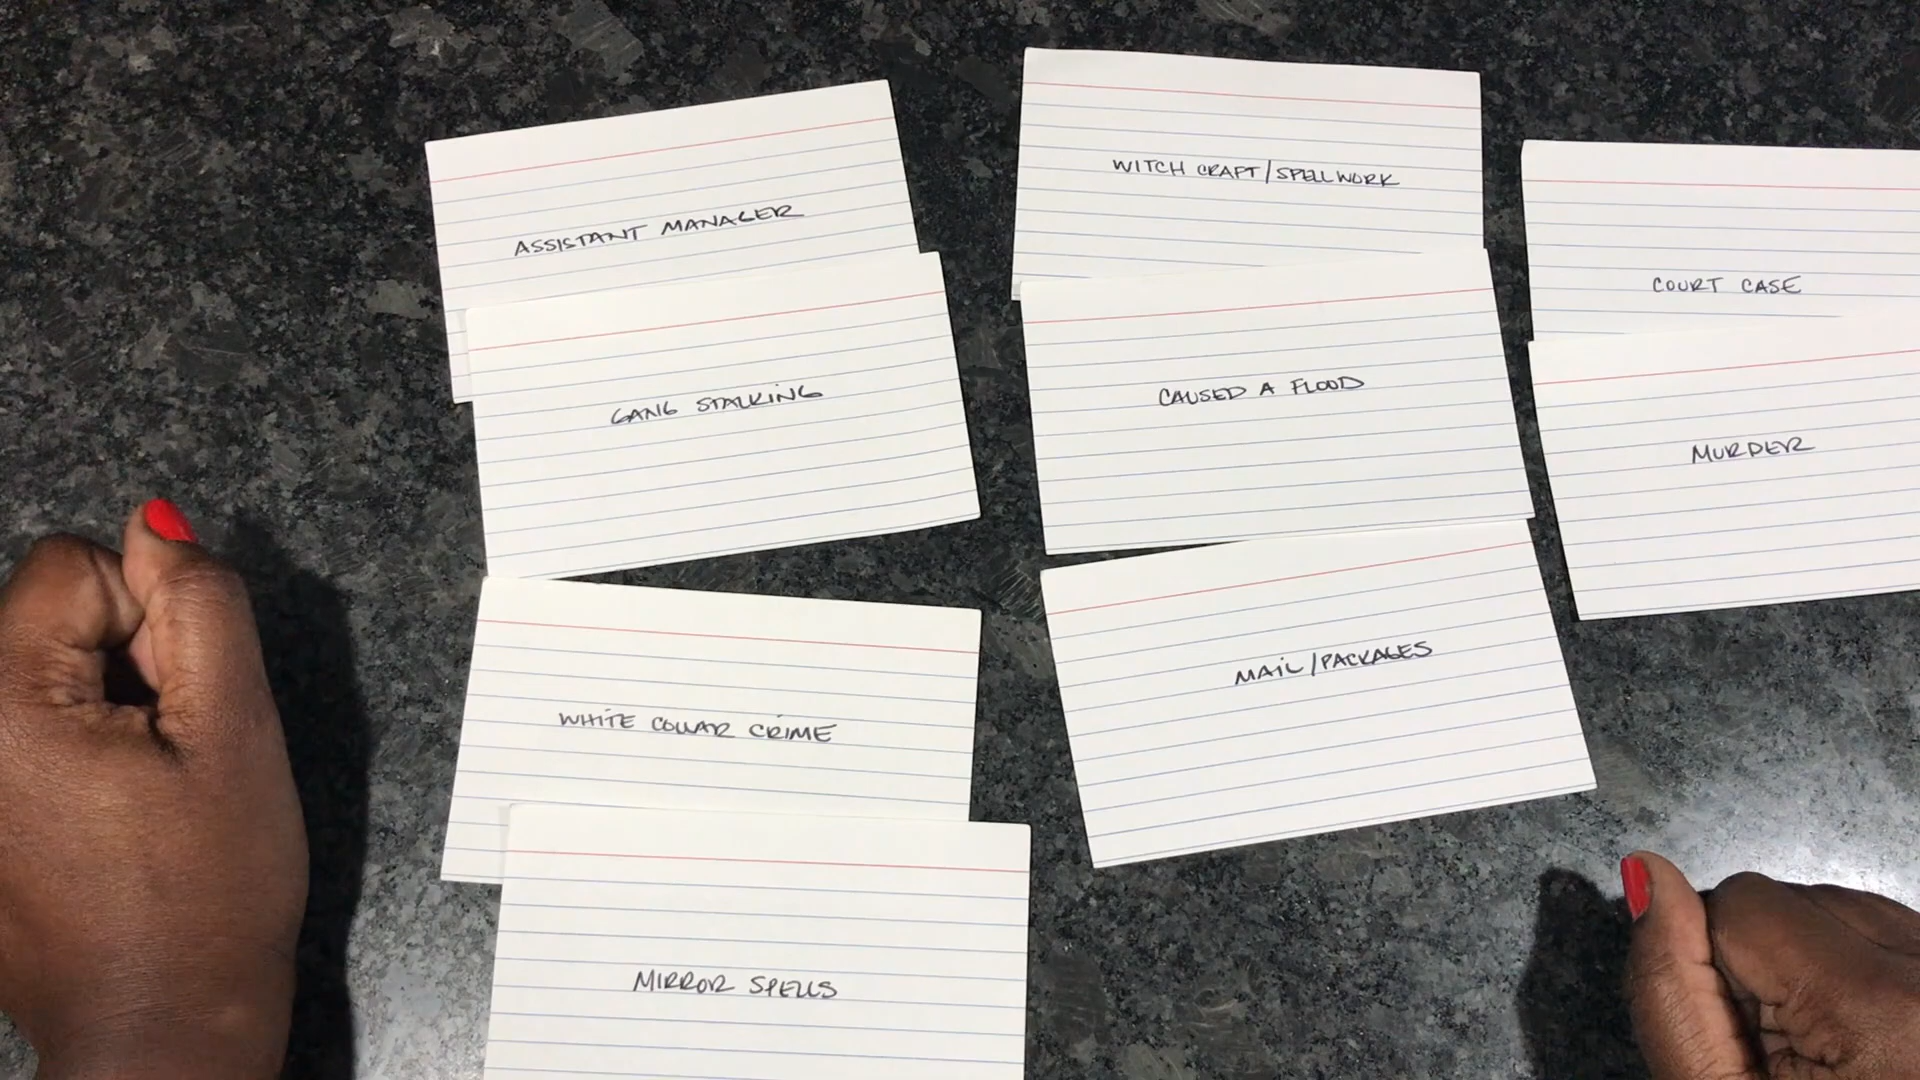 ASSISTANT MANAGER
GANG STALKING
WHITE COLLAR CRIME
MIRROR SPELLS
WITCH CRAFT/SPELLWORK
CAUSED A FLOOD
MAIL/PACKAGES
COURT CASE
MURDER